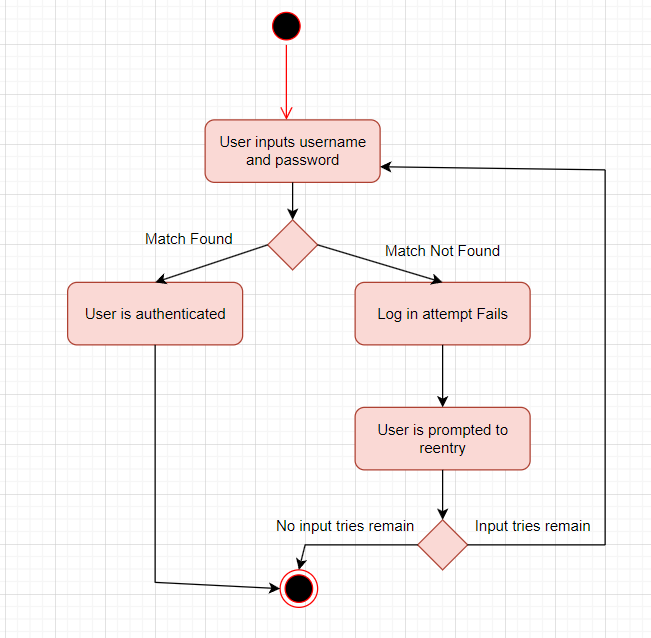 User inputs username
and password
Match Found
Match Not Found
User is authenticated
Log in attempt Fails
User is prompted to
reentry
No input tries remain
Input tries remain